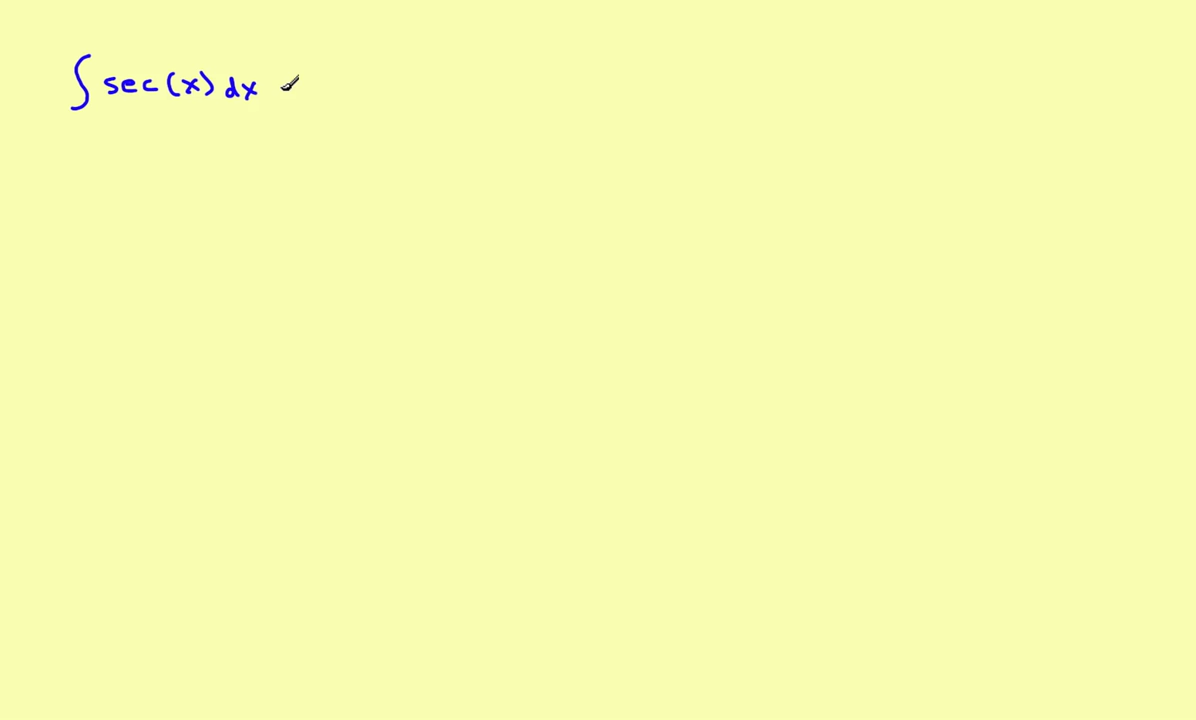 ∫ sec(x) dx